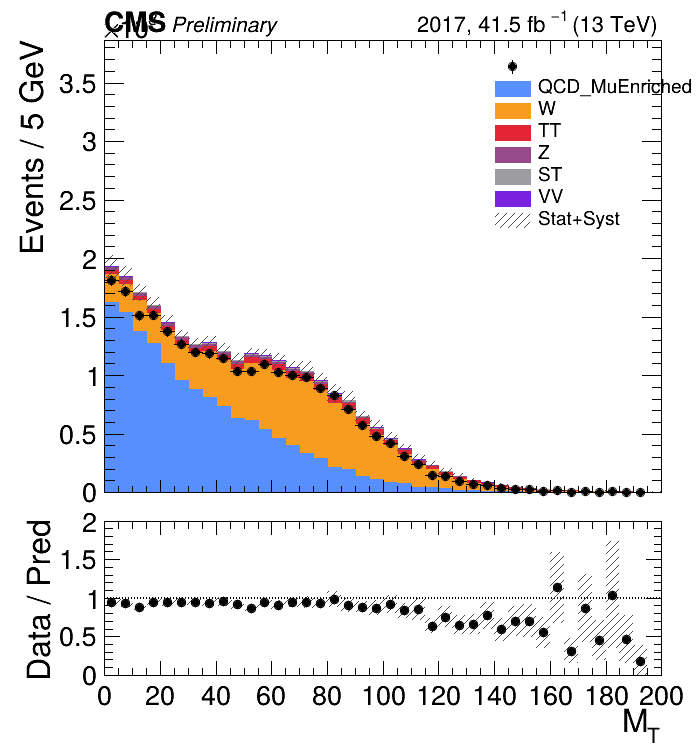 CMS Preliminary 2017, 41.5 fb⁻¹ (13 TeV)
Events / 5 GeV
3.5
3
2.5
2
1.5
1
0.5
0
QCD_MuEnriched
W
TT
Z
ST
VV
Stat+Syst
Data / Pred
2
1.5
1
0.5
0
0 20 40 60 80 100 120 140 160 180 200
M_T